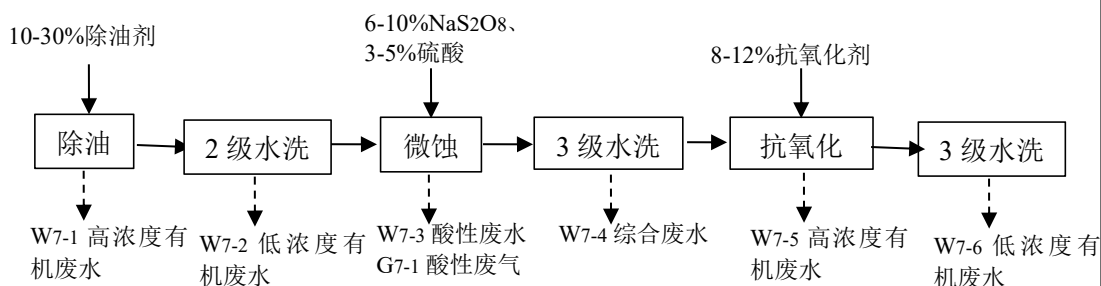 10-30%除油剂
6-10%NaS2O8、
3-5%硫酸
8-12%抗氧化剂
除油
2 级水洗
微蚀
3 级水洗
抗氧化
3 级水洗
W7-1 高浓度有
机废水
W7-2 低浓度有
机废水
W7-3 酸性废水
G7-1 酸性废气
W7-4 综合废水
W7-5 高浓度有
机废水
W7-6 低浓度有
机废水